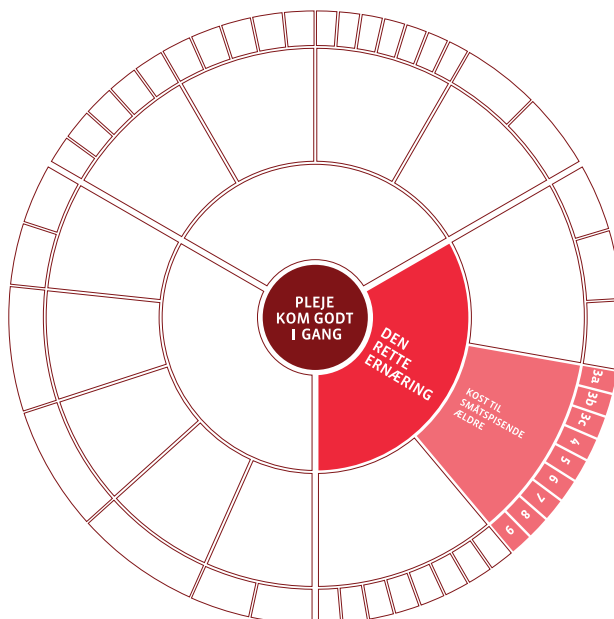 PLEJE
KOM GODT
I GANG
DEN
RETTE
ERNÆRING
KOST TIL
SMÅTSPISENDE
ÆLDRE
3a
3b
3c
4
5
6
7
8
9